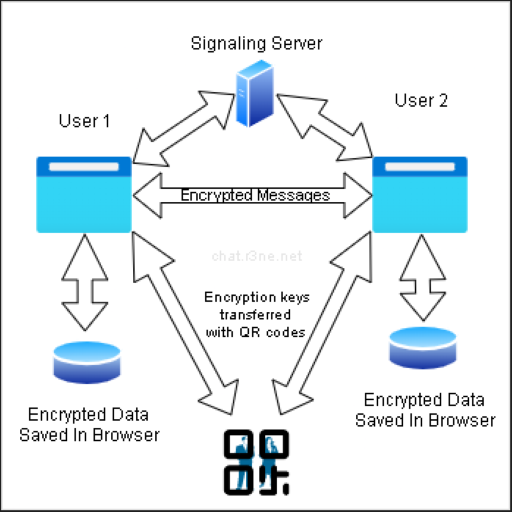 Signaling Server
User 1
User 2
Encrypted Messages
chat.r3ne.net
Encryption keys
transferred
with QR codes
Encrypted Data
Saved In Browser
Encrypted Data
Saved In Browser